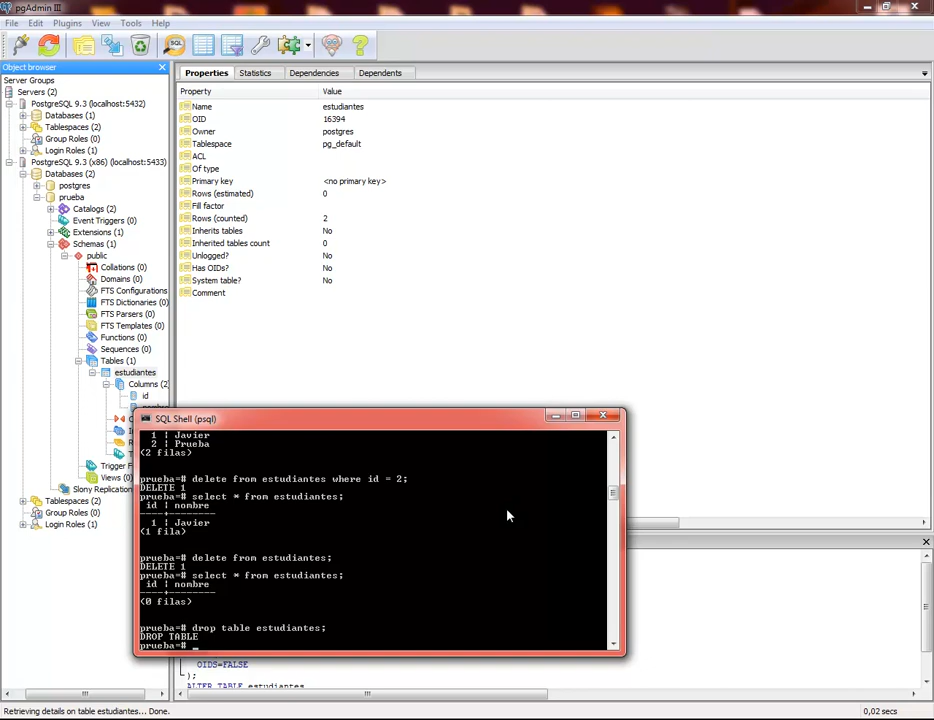 pgAdmin III
File Edit Plugins View Tools Help
SQL
Object browser
Server Groups
Servers (2)
PostgreSQL 9.3 (localhost:5432)
Databases (1)
Tablespaces (2)
Group Roles (0)
Login Roles (1)
PostgreSQL 9.3 (x86) (localhost:5433)
Databases (2)
postgres
prueba
Catalogs (2)
Event Triggers (0)
Extensions (1)
Schemas (1)
public
Collations (0)
Domains (0)
FTS Configurations
FTS Dictionaries (0)
FTS Parsers (0)
FTS Templates (0)
Functions (0)
Sequences (0)
Tables (1)
estudiantes
Columns (2)
id
Trigger F
Views (0)
Slony Replication
Tablespaces (2)
Group Roles (0)
Login Roles (1)
Properties Statistics Dependencies Dependents
Property Value
Name estudiantes
OID 16394
Owner postgres
Tablespace pg_default
ACL
Of type
Primary key <no primary key>
Rows (estimated) 0
Fill factor
Rows (counted) 2
Inherits tables No
Inherited tables count 0
Unlogged? No
Has OIDs? No
System table? No
Comment
SQL Shell (psql)
1 | Javier
2 | Prueba
(2 filas)
prueba=# delete from estudiantes where id = 2;
DELETE 1
prueba=# select * from estudiantes;
id | nombre
----+--------
1 | Javier
(1 fila)
prueba=# delete from estudiantes;
DELETE 1
prueba=# select * from estudiantes;
id | nombre
----+--------
(0 filas)
prueba=# drop table estudiantes;
DROP TABLE
prueba=# _
OIDS=FALSE
);
ALTER TABLE estudiantes
Retrieving details on table estudiantes... Done.
0,02 secs